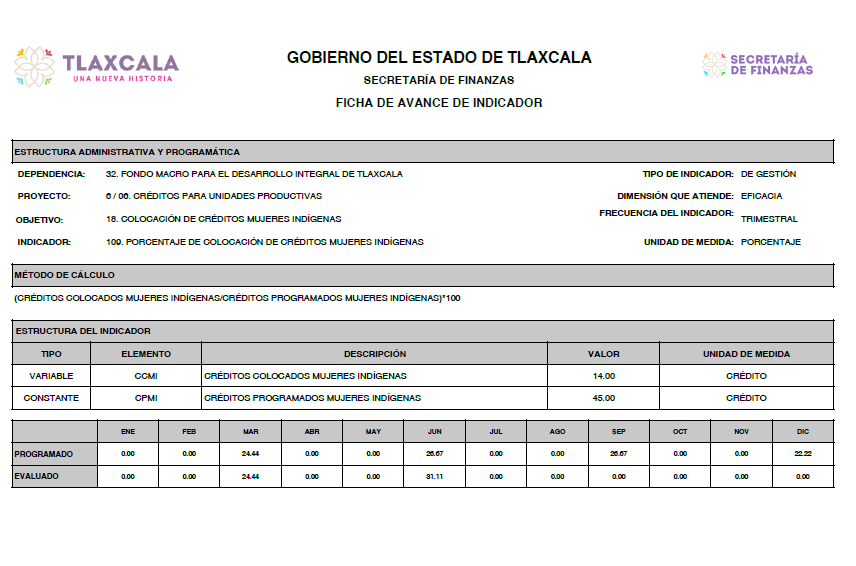 TLAXCALA
UNA NUEVA HISTORIA
GOBIERNO DEL ESTADO DE TLAXCALA
SECRETARÍA DE FINANZAS
FICHA DE AVANCE DE INDICADOR
SECRETARÍA
DE FINANZAS
ESTRUCTURA ADMINISTRATIVA Y PROGRAMÁTICA
DEPENDENCIA: 32. FONDO MACRO PARA EL DESARROLLO INTEGRAL DE TLAXCALA TIPO DE INDICADOR: DE GESTIÓN
PROYECTO: 6 / 06. CRÉDITOS PARA UNIDADES PRODUCTIVAS DIMENSIÓN QUE ATIENDE: EFICACIA
OBJETIVO: 18. COLOCACIÓN DE CRÉDITOS MUJERES INDÍGENAS FRECUENCIA DEL INDICADOR: TRIMESTRAL
INDICADOR: 109. PORCENTAJE DE COLOCACIÓN DE CRÉDITOS MUJERES INDÍGENAS UNIDAD DE MEDIDA: PORCENTAJE
MÉTODO DE CÁLCULO
(CRÉDITOS COLOCADOS MUJERES INDÍGENAS/CRÉDITOS PROGRAMADOS MUJERES INDÍGENAS)*100
ESTRUCTURA DEL INDICADOR
TIPO ELEMENTO DESCRIPCIÓN VALOR UNIDAD DE MEDIDA
VARIABLE CCMI CRÉDITOS COLOCADOS MUJERES INDÍGENAS 14.00 CRÉDITO
CONSTANTE CPMI CRÉDITOS PROGRAMADOS MUJERES INDÍGENAS 45.00 CRÉDITO
ENE FEB MAR ABR MAY JUN JUL AGO SEP OCT NOV DIC
PROGRAMADO 0.00 0.00 24.44 0.00 0.00 26.67 0.00 0.00 26.67 0.00 0.00 22.22
EVALUADO 0.00 0.00 24.44 0.00 0.00 31.11 0.00 0.00 0.00 0.00 0.00 0.00